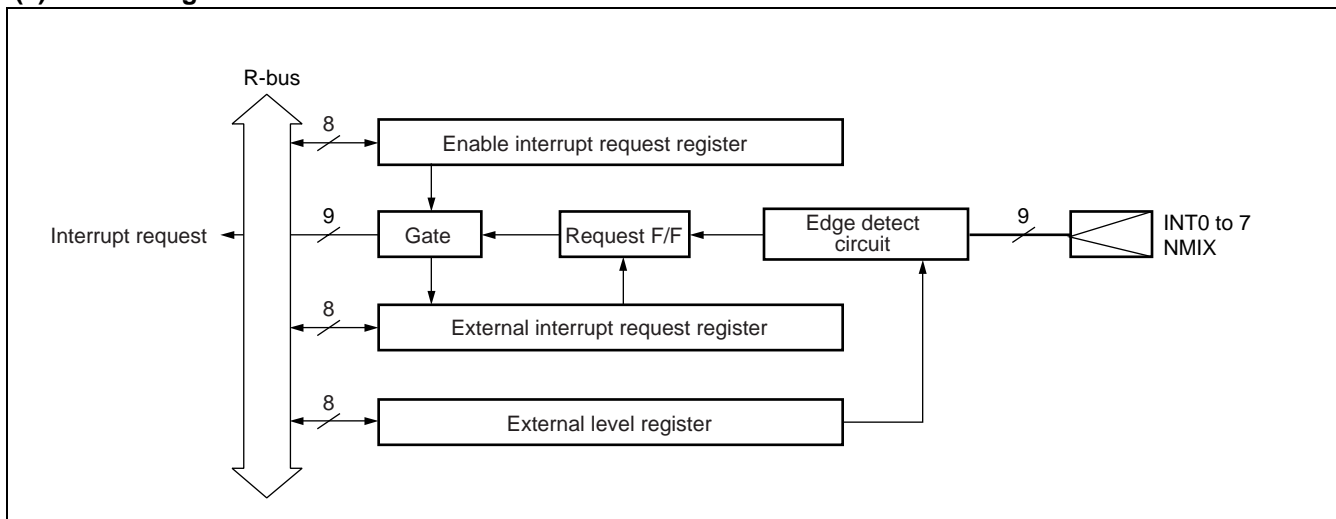 R-bus
8
Enable interrupt request register
Interrupt request
9
Gate
Request F/F
Edge detect
circuit
9
INT0 to 7
NMIX
8
External interrupt request register
8
External level register